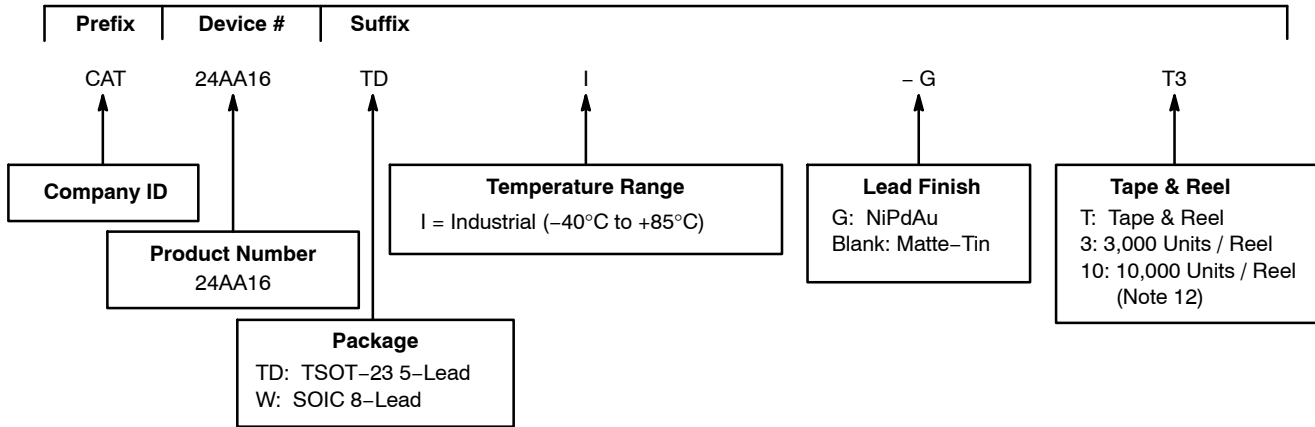 Prefix Device # Suffix
CAT 24AA16 TD I – G T3
Company ID
Product Number
24AA16
Package
TD: TSOT−23 5−Lead
W: SOIC 8−Lead
Temperature Range
I = Industrial (−40°C to +85°C)
Lead Finish
G: NiPdAu
Blank: Matte−Tin
Tape & Reel
T: Tape & Reel
3: 3,000 Units / Reel
10: 10,000 Units / Reel
(Note 12)